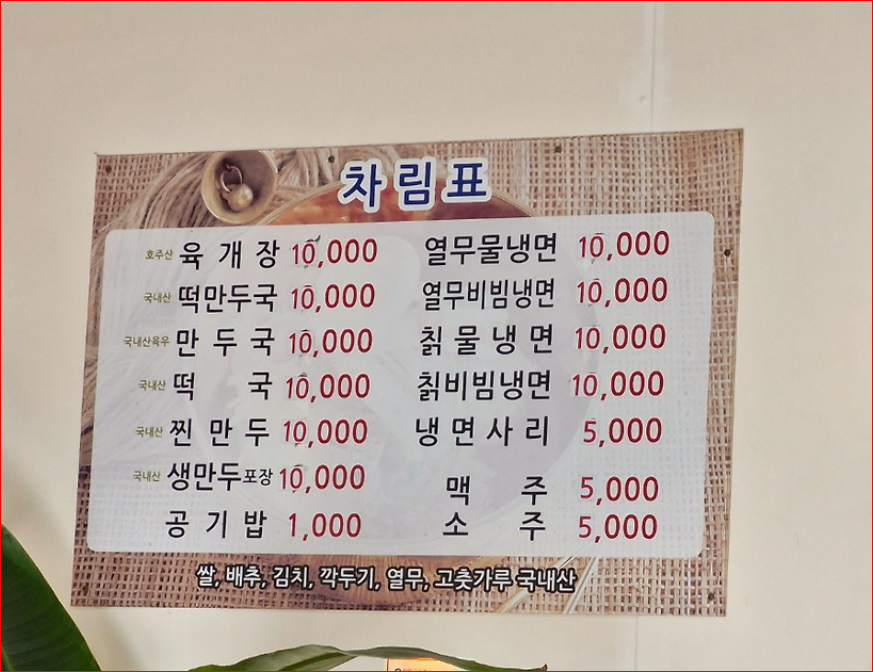 차림표
호주산 육개장 10,000
국내산 떡만두국 10,000
국내산육우 만두국 10,000
국내산 떡국 10,000
국내산 찐만두 10,000
국내산 생만두포장 10,000
공기밥 1,000
열무물냉면 10,000
열무비빔냉면 10,000
칡물냉면 10,000
칡비빔냉면 10,000
냉면사리 5,000
맥주 5,000
소주 5,000
쌀, 배추, 김치, 깍두기, 열무, 고춧가루 국내산